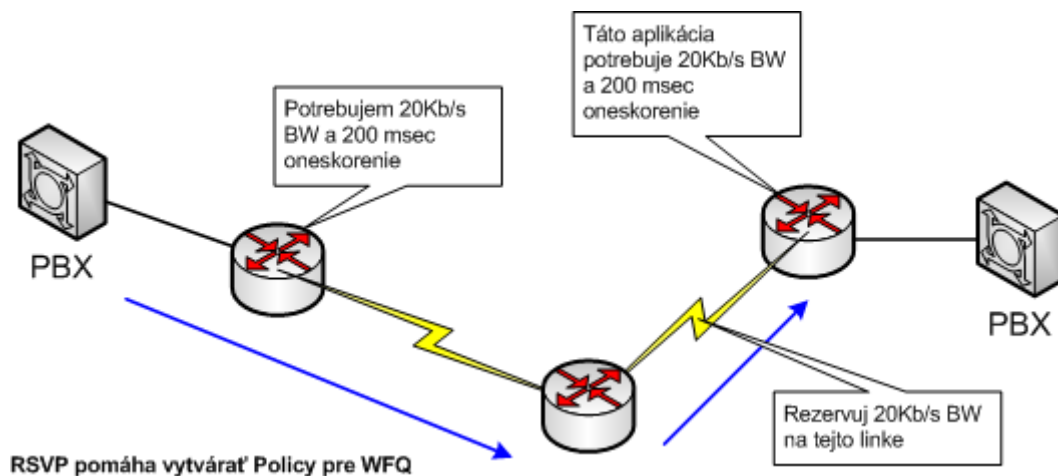 Táto aplikácia
potrebuje 20Kb/s BW
a 200 msec
oneskorenie
Potrebujem 20Kb/s
BW a 200 msec
oneskorenie
PBX
PBX
Rezervuj 20Kb/s BW
na tejto linke
RSVP pomáha vytvárať Policy pre WFQ